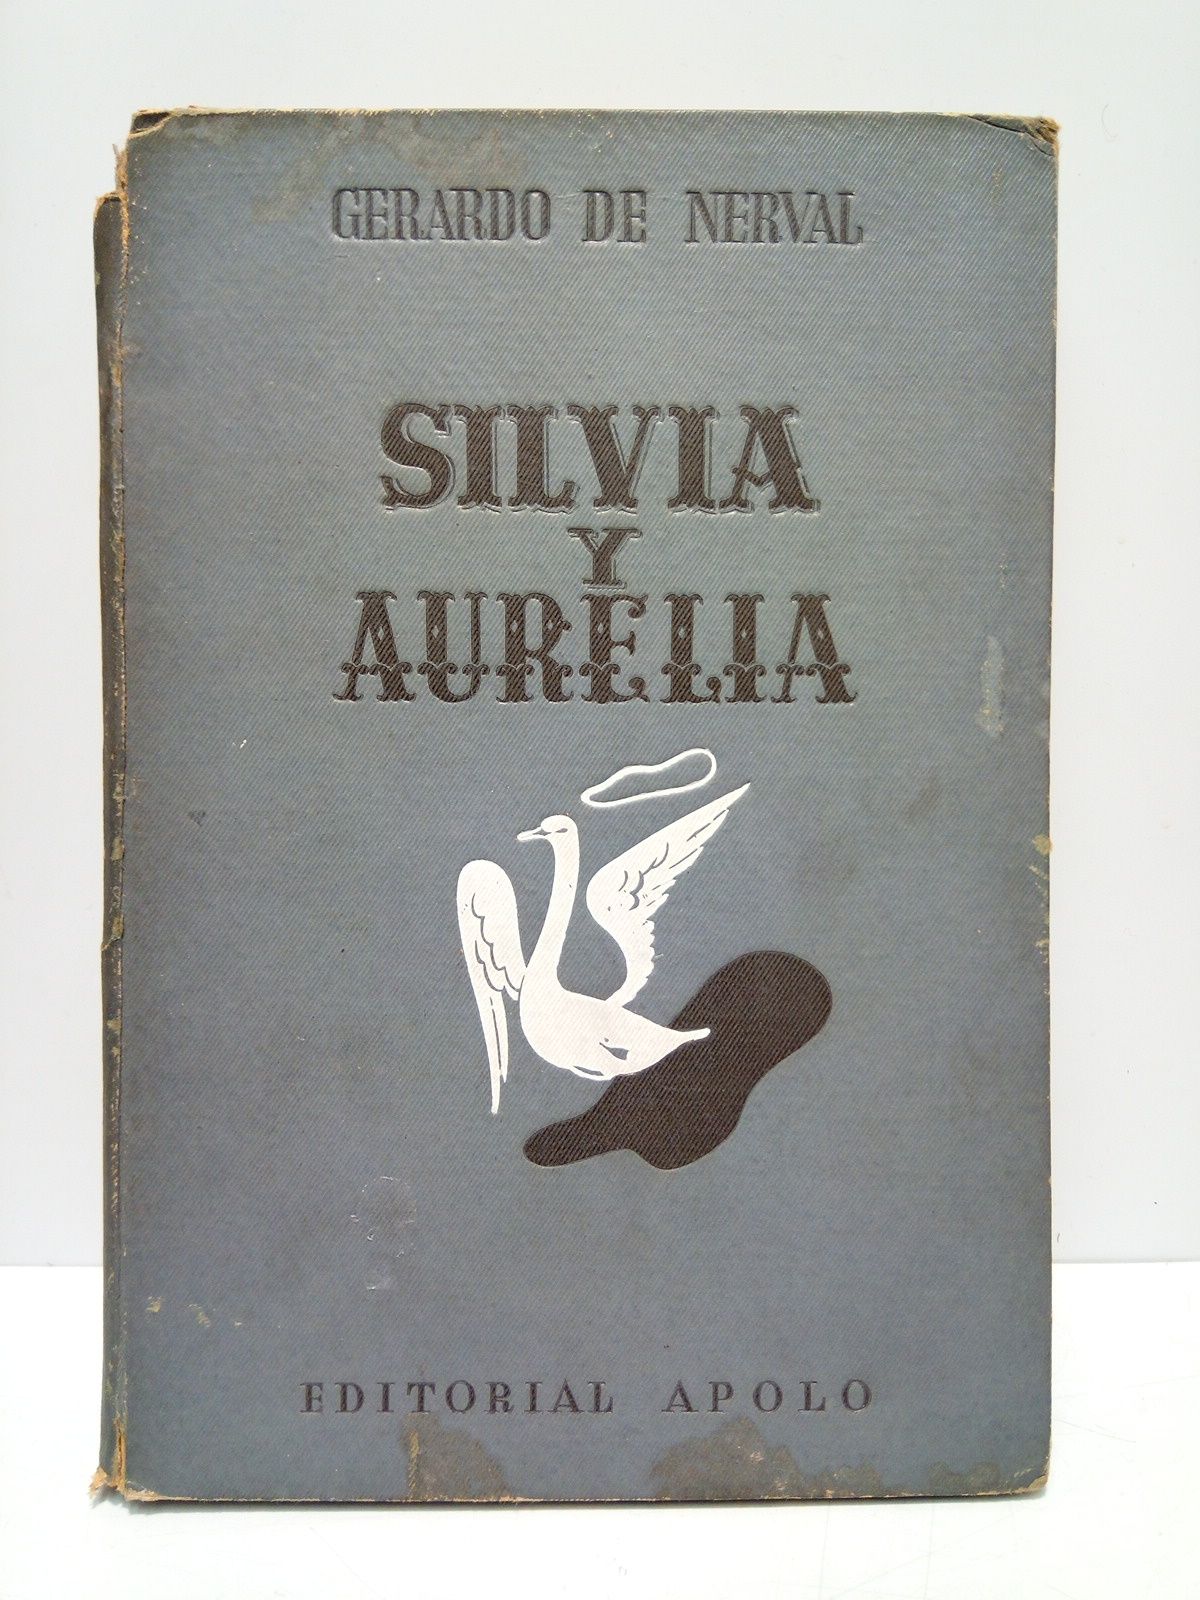 GERARDO DE NERVAL
SILVIA
Y
AURELIA
EDITORIAL APOLO